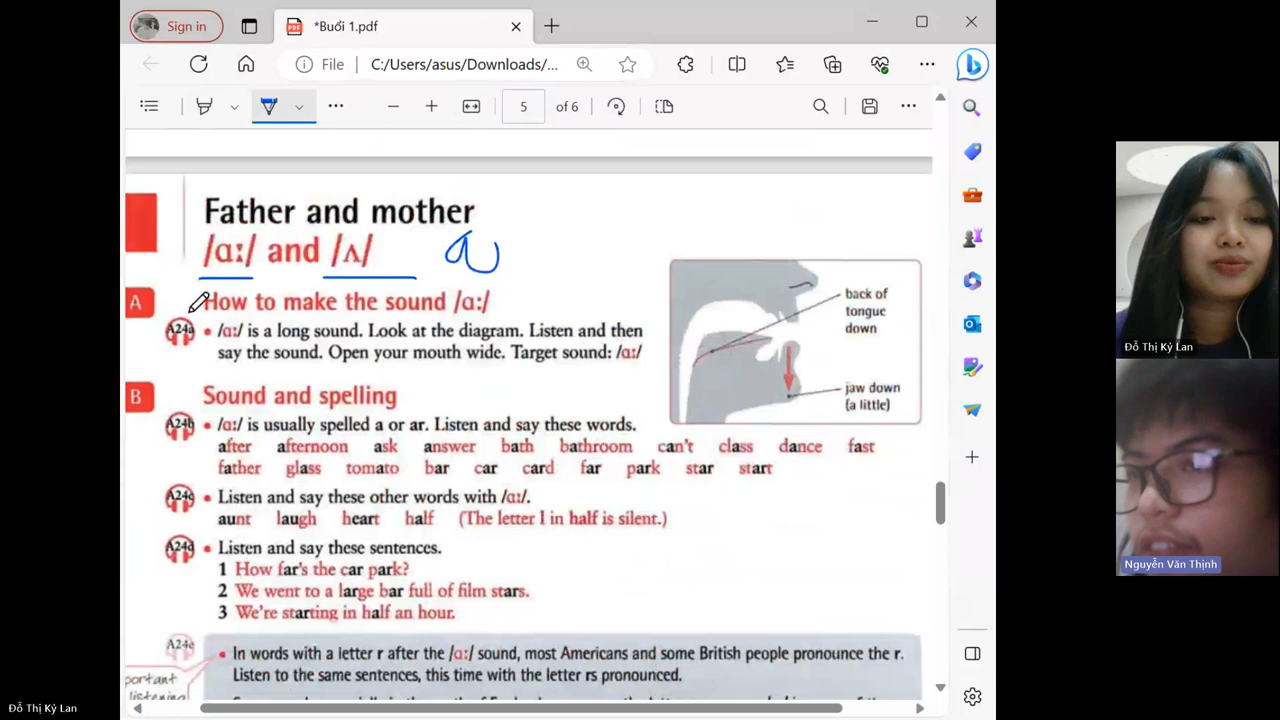 Sign in
*Buổi 1.pdf
File
C:/Users/asus/Downloads/...
5 of 6
Father and mother
/ɑː/ and /ʌ/
a
A
How to make the sound /ɑː/
A24a
• /ɑː/ is a long sound. Look at the diagram. Listen and then
say the sound. Open your mouth wide. Target sound: /ɑː/
back of
tongue
down
jaw down
(a little)
B
Sound and spelling
A24b
• /ɑː/ is usually spelled a or ar. Listen and say these words.
after afternoon ask answer bath bathroom can't class dance fast
father glass tomato bar car card far park star start
A24c
• Listen and say these other words with /ɑː/.
aunt laugh heart half (The letter l in half is silent.)
A24d
• Listen and say these sentences.
1 How far's the car park?
2 We went to a large bar full of film stars.
3 We're starting in half an hour.
A24e
• In words with a letter r after the /ɑː/ sound, most Americans and some British people pronounce the r.
Listen to the same sentences, this time with the letter rs pronounced.
portant
listening
Đỗ Thị Kỷ Lan
Nguyễn Văn Thịnh
Đỗ Thị Kỷ Lan